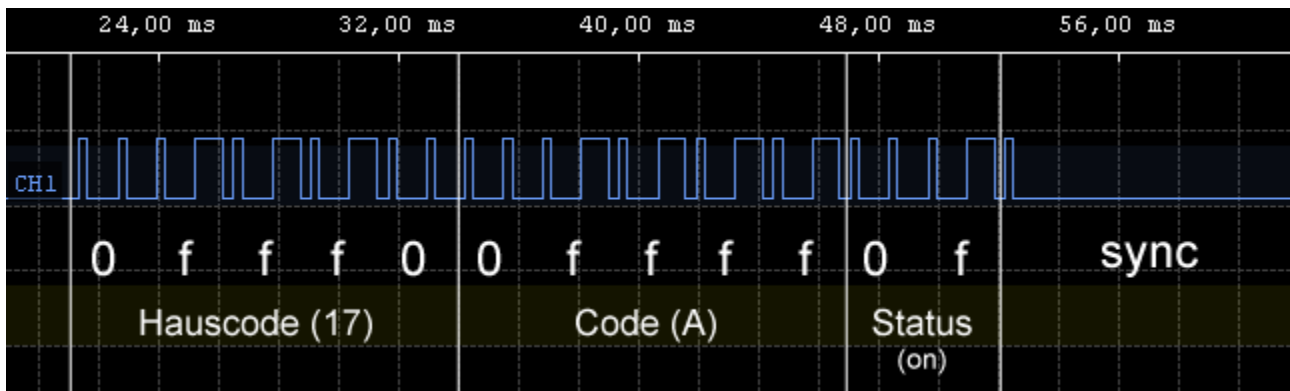 24,00 ms 32,00 ms 40,00 ms 48,00 ms 56,00 ms
CH1
0 f f f 0 0 f f f f 0 f sync
Hauscode (17) Code (A) Status
(on)